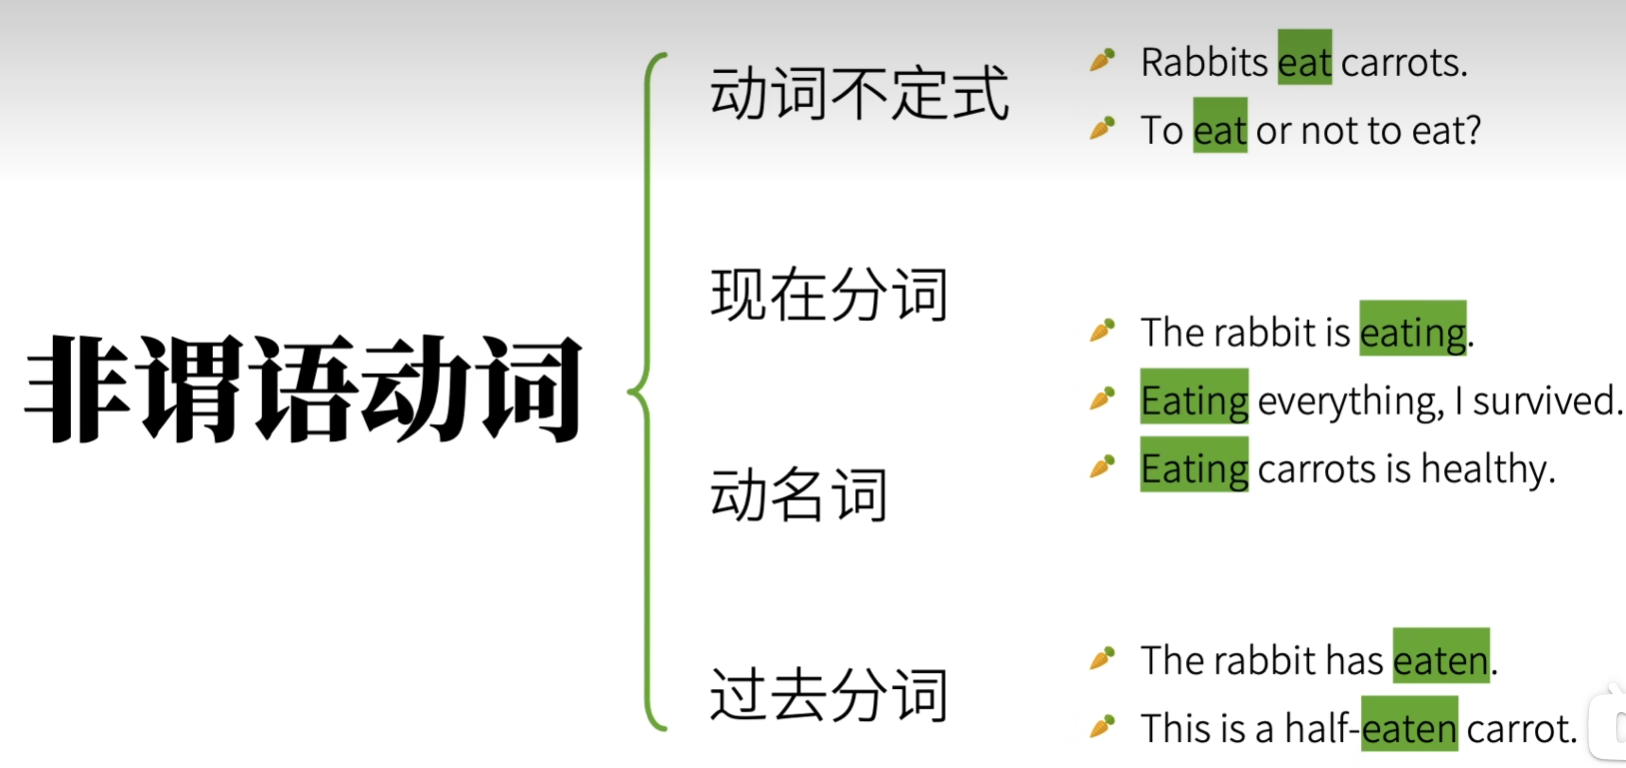 非谓语动词
动词不定式
Rabbits eat carrots.
To eat or not to eat?
现在分词
The rabbit is eating.
Eating everything, I survived.
动名词
Eating carrots is healthy.
过去分词
The rabbit has eaten.
This is a half-eaten carrot.